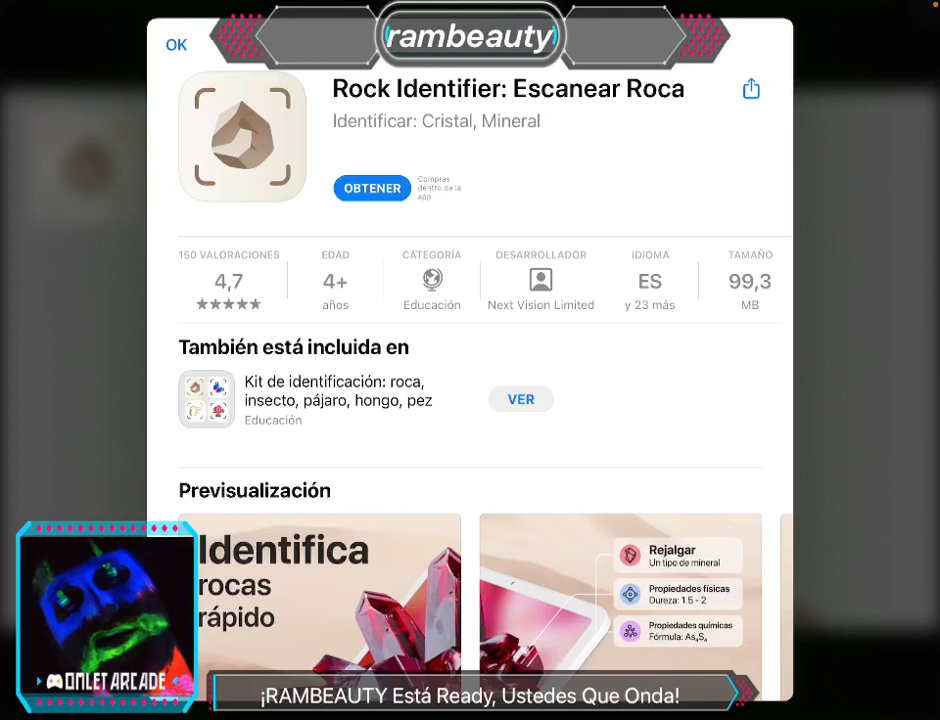 rambeauty
OK
Rock Identifier: Escanear Roca
Identificar: Cristal, Mineral
OBTENER
Compras
dentro de la
app
150 VALORACIONES
4,7
EDAD
4+
años
CATEGORÍA
Educación
DESARROLLADOR
Next Vision Limited
IDIOMA
ES
y 23 más
TAMAÑO
99,3
MB
También está incluida en
Kit de identificación: roca,
insecto, pájaro, hongo, pez
Educación
VER
Previsualización
Identifica
rocas
rápido
Rejalgar
Un tipo de mineral
Propiedades físicas
Dureza: 1.5 - 2
Propiedades químicas
Fórmula: As₄S₄
OMLET ARCADE
¡RAMBEAUTY Está Ready, Ustedes Que Onda!